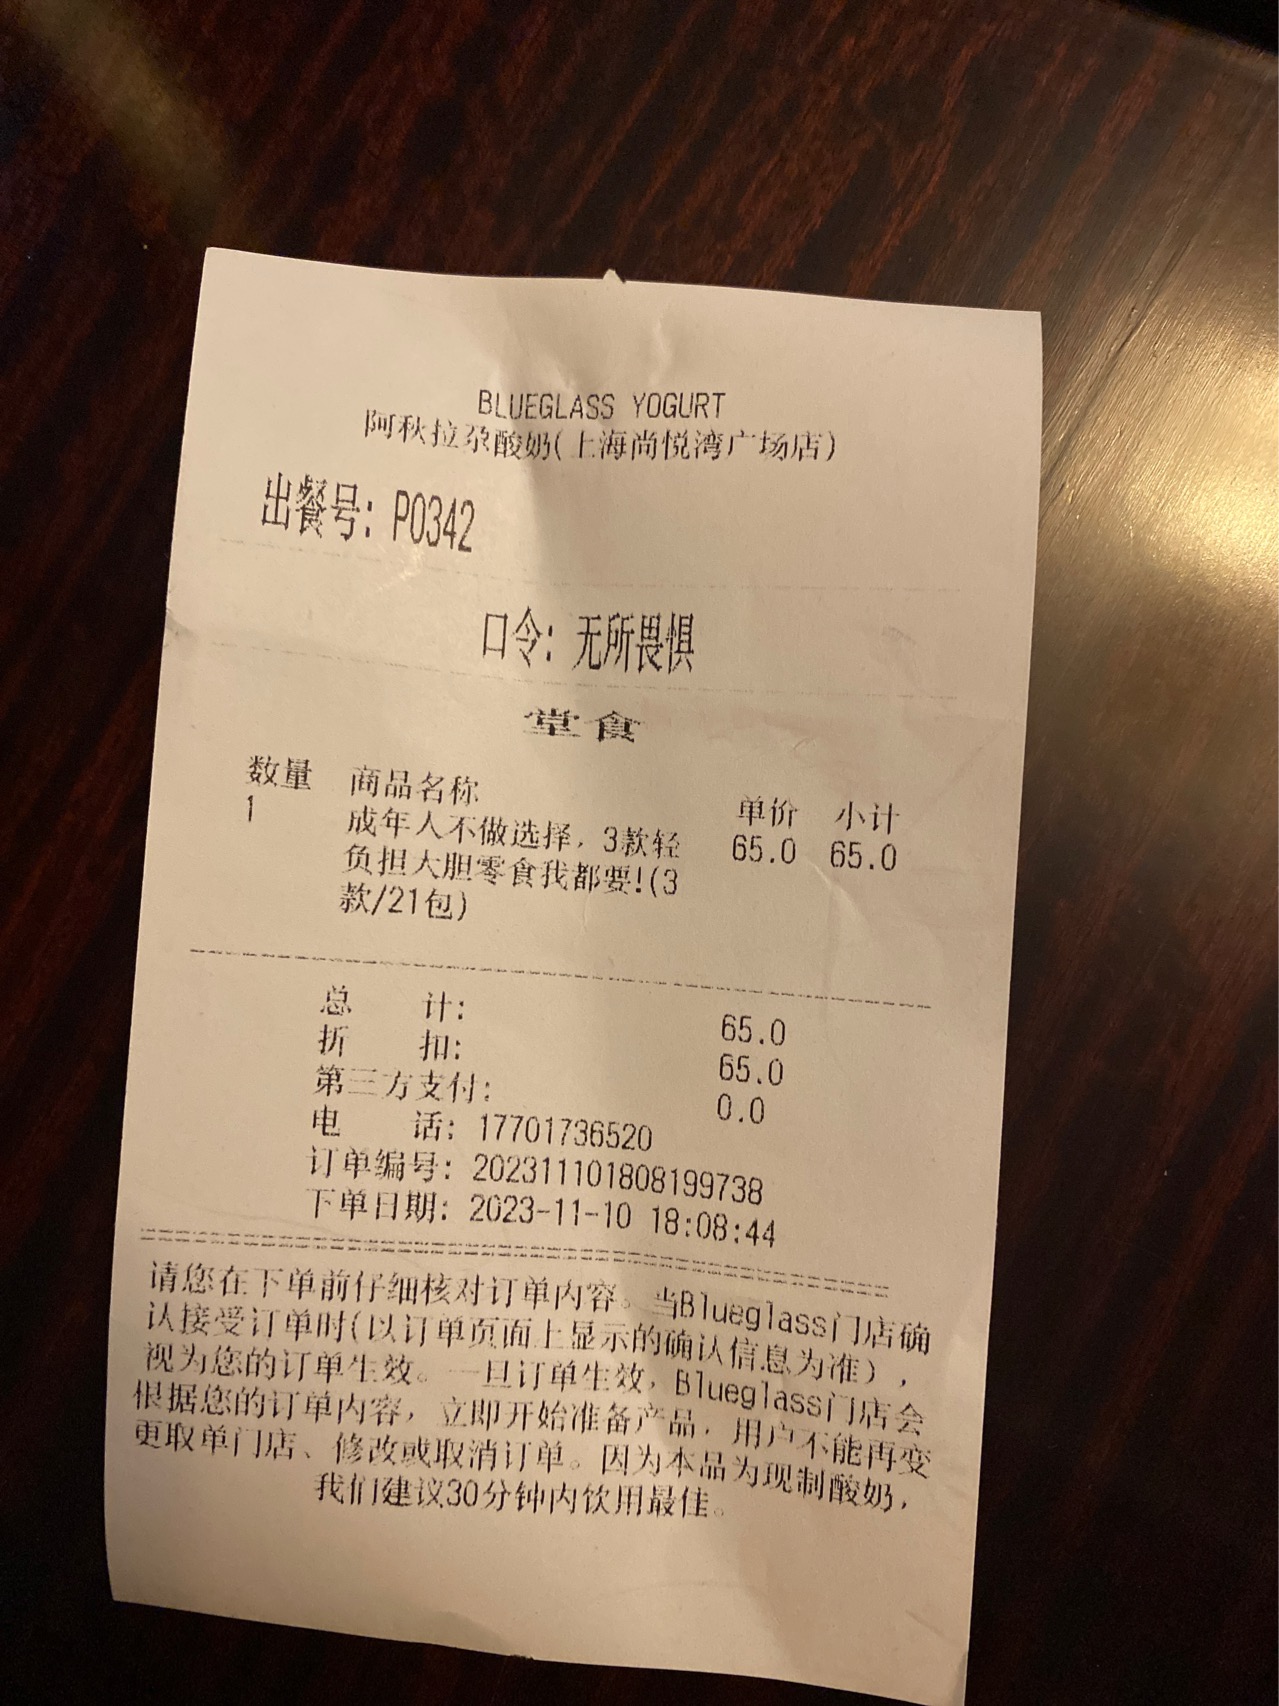 BLUEGLASS YOGURT
阿秋拉尕酸奶(上海尚悦湾广场店)
出餐号: P0342
口令: 无所畏惧
堂食
数量 商品名称 单价 小计
1 成年人不做选择，3款轻 65.0 65.0
负担大胆零食我都要!(3
款/21包)
总 计: 65.0
折 扣: 65.0
第三方支付: 0.0
电 话: 17701736520
订单编号: 202311101808199738
下单日期: 2023-11-10 18:08:44
请您在下单前仔细核对订单内容。当Blueglass门店确
认接受订单时(以订单页面上显示的确认信息为准)，
视为您的订单生效。一旦订单生效，Blueglass门店会
根据您的订单内容，立即开始准备产品，用户不能再变
更取单门店、修改或取消订单。因为本品为现制酸奶，
我们建议30分钟内饮用最佳。